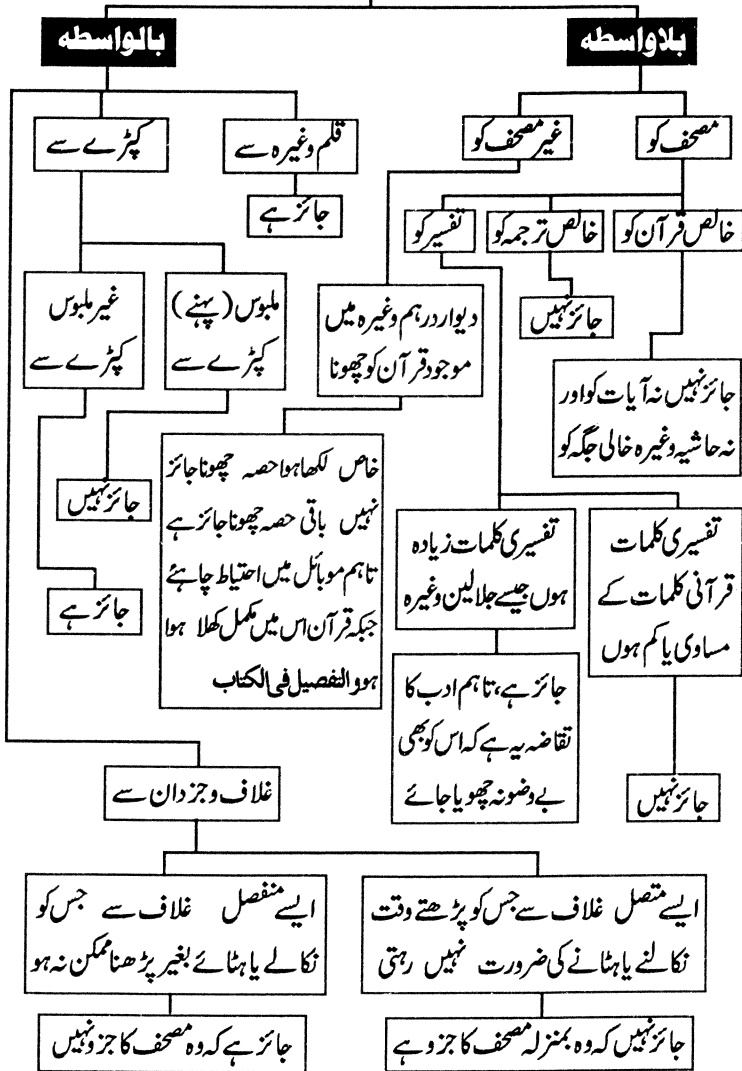 بلاواسطہ
بالواسطہ
مصحف کو
غیر مصحف کو
قلم وغیرہ سے
کپڑے سے
جائز ہے
خالص قرآن کو
خالص ترجمہ کو
تفسیر کو
جائز نہیں
جائز نہیں نہ آیات کو اور
نہ حاشیہ وغیرہ خالی جگہ کو
دیوار درہم وغیرہ میں
موجود قرآن کو چھونا
ملبوس (پہنے)
کپڑے سے
غیر ملبوس
کپڑے سے
خاص لکھا ہوا حصہ چھونا جائز
نہیں باقی حصہ چھونا جائز ہے
تاہم موبائل میں احتیاط چاہئے
جبکہ قرآن اس میں مکمل کھلا ہوا
ہو والتفصیل فی الکتاب
جائز نہیں
جائز ہے
تفسیری کلمات
قرآنی کلمات کے
مساوی یا کم ہوں
تفسیری کلمات زیادہ
ہوں جیسے جلالین وغیرہ
جائز ہے، تاہم ادب کا
تقاضہ یہ ہے کہ اس کو بھی
بے وضو نہ چھویا جائے
جائز نہیں
غلاف و جزدان سے
ایسے متصل غلاف سے جس کو پڑھتے وقت
نکالنے یا ہٹانے کی ضرورت نہیں رہتی
ایسے منفصل غلاف سے جس کو
نکالے یا ہٹائے بغیر پڑھنا ممکن نہ ہو
جائز نہیں کہ وہ بمنزلہ مصحف کا جزو ہے
جائز ہے کہ وہ مصحف کا جزو نہیں